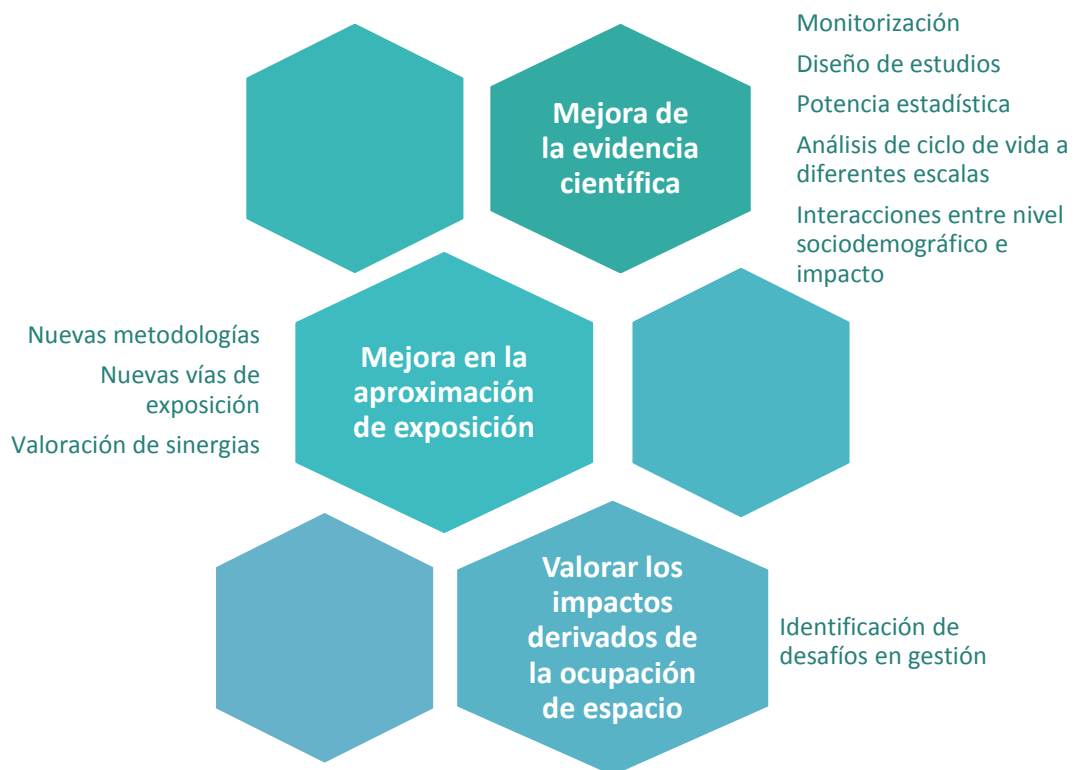 Mejora de
la evidencia
científica
Monitorización
Diseño de estudios
Potencia estadística
Análisis de ciclo de vida a
diferentes escalas
Interacciones entre nivel
sociodemográfico e
impacto
Nuevas metodologías
Nuevas vías de
exposición
Valoración de sinergias
Mejora en la
aproximación
de exposición
Valorar los
impactos
derivados de
la ocupación
de espacio
Identificación de
desafíos en gestión